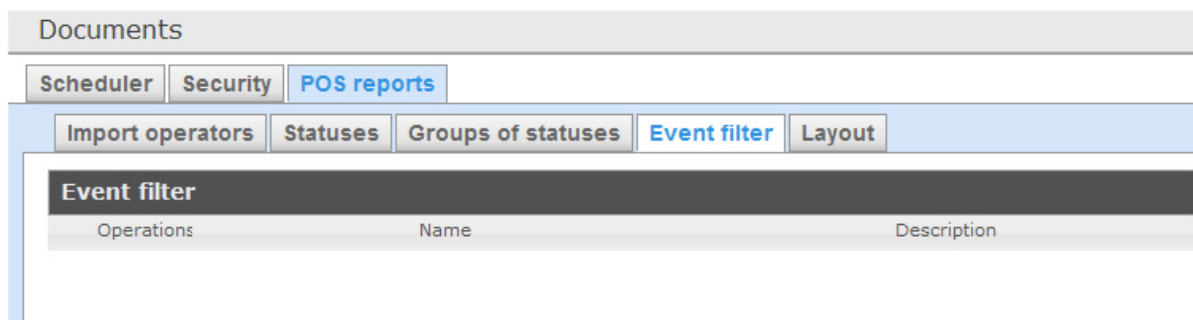 Documents
Scheduler Security POS reports
Import operators Statuses Groups of statuses Event filter Layout
Event filter
Operations Name Description